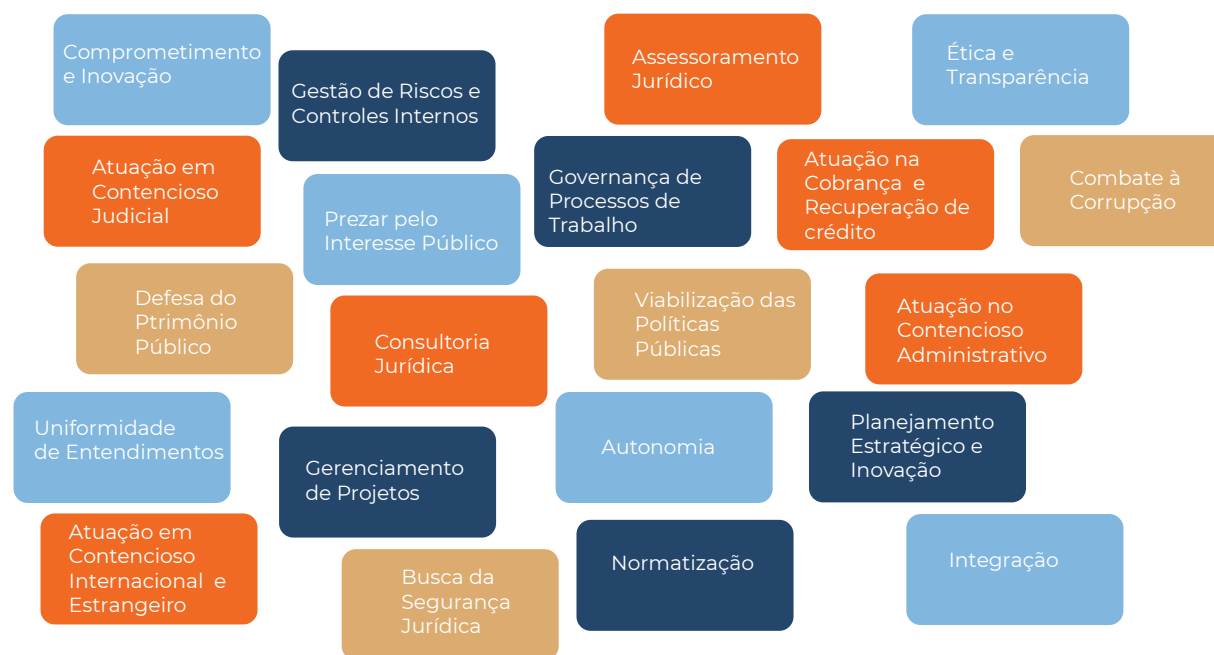 Comprometimento
e Inovação
Gestão de Riscos e
Controles Internos
Assessoramento
Jurídico
Ética e
Transparência
Atuação em
Contencioso
Judicial
Prezar pelo
Interesse Público
Governança de
Processos de
Trabalho
Atuação na
Cobrança e
Recuperação de
crédito
Combate à
Corrupção
Defesa do
Ptrimônio
Público
Consultoria
Jurídica
Viabilização das
Políticas
Públicas
Atuação no
Contencioso
Administrativo
Uniformidade
de Entendimentos
Gerenciamento
de Projetos
Autonomia
Planejamento
Estratégico e
Inovação
Atuação em
Contencioso
Internacional e
Estrangeiro
Busca da
Segurança
Jurídica
Normatização
Integração